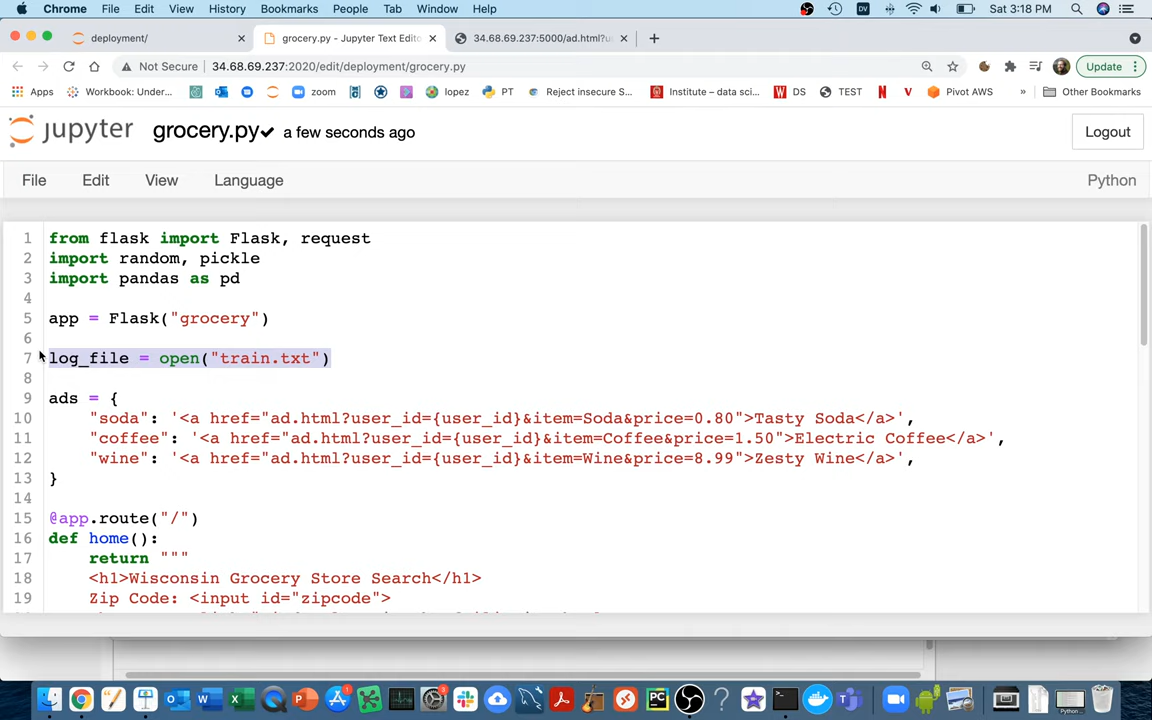 Chrome File Edit View History Bookmarks People Tab Window Help Sat 3:18 PM
deployment/ grocery.py - Jupyter Text Edito 34.68.69.237:5000/ad.html?u
Not Secure 34.68.69.237:2020/edit/deployment/grocery.py Update
Apps Workbook: Under... zoom lopez PT Reject insecure S... Institute – data sci... DS TEST Pivot AWS » Other Bookmarks
jupyter grocery.py✔ a few seconds ago Logout
File Edit View Language Python
1 from flask import Flask, request
2 import random, pickle
3 import pandas as pd
4
5 app = Flask("grocery")
6
7 log_file = open("train.txt")
8
9 ads = {
10 "soda": '<a href="ad.html?user_id={user_id}&item=Soda&price=0.80">Tasty Soda</a>',
11 "coffee": '<a href="ad.html?user_id={user_id}&item=Coffee&price=1.50">Electric Coffee</a>',
12 "wine": '<a href="ad.html?user_id={user_id}&item=Wine&price=8.99">Zesty Wine</a>',
13 }
14
15 @app.route("/")
16 def home():
17 return """
18 <h1>Wisconsin Grocery Store Search</h1>
19 Zip Code: <input id="zipcode">